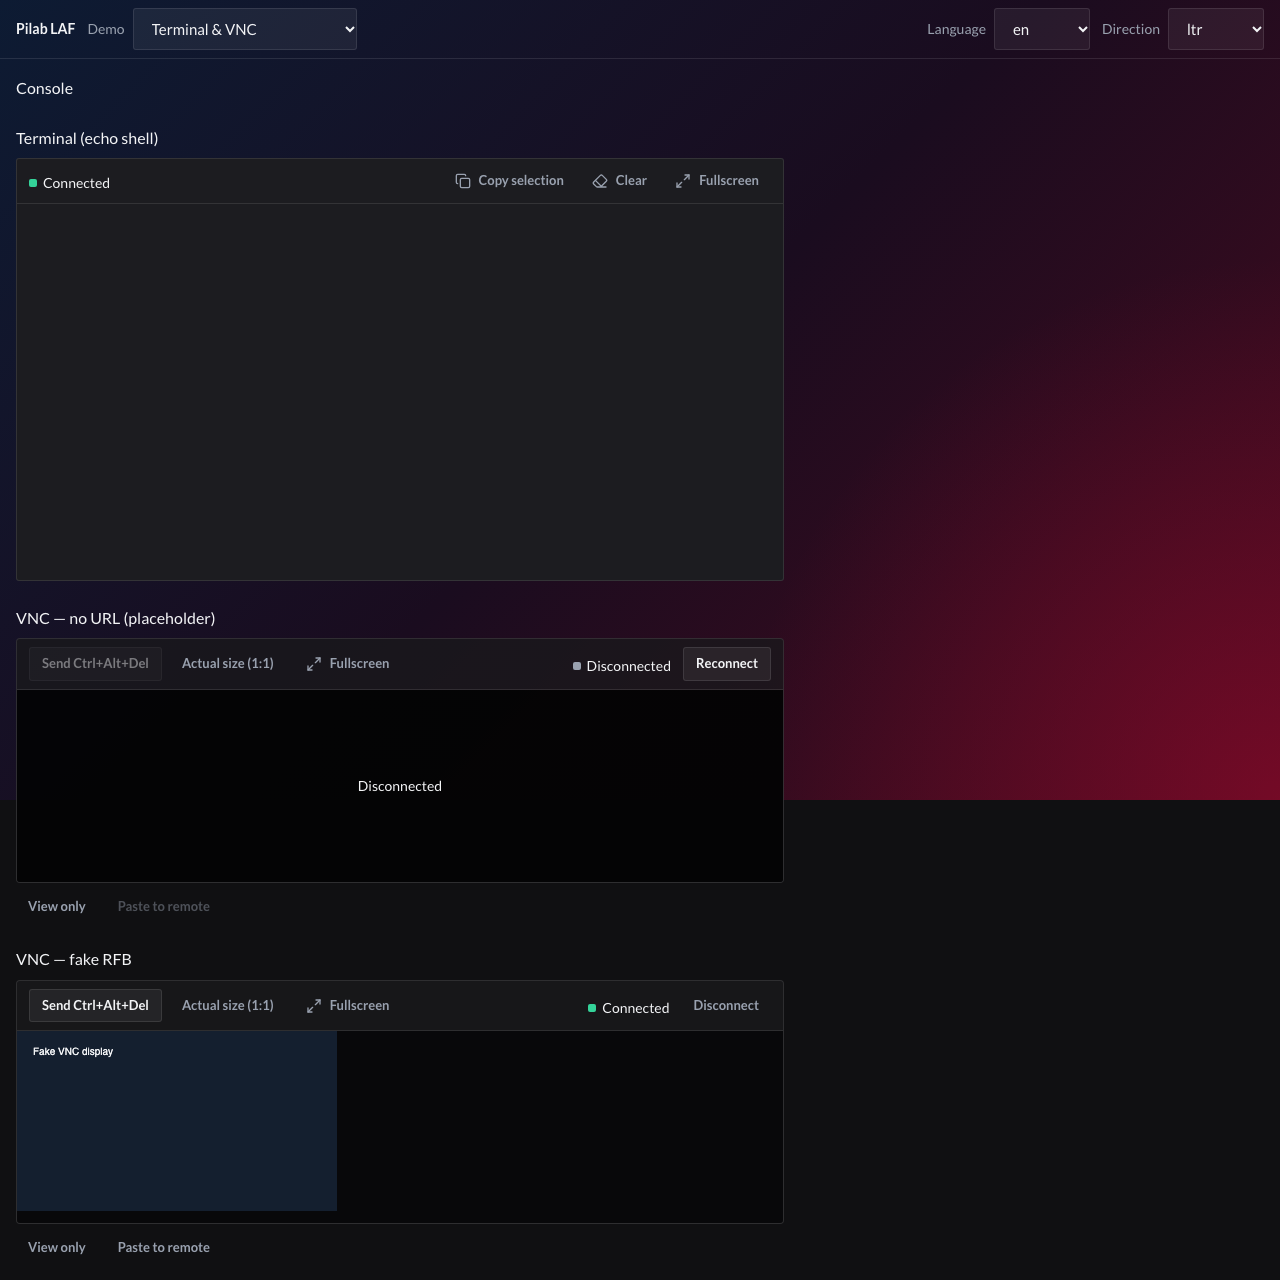 Pilab LAF Demo Terminal & VNC Language en Direction ltr
Console
Terminal (echo shell)
Connected Copy selection Clear Fullscreen
VNC — no URL (placeholder)
Send Ctrl+Alt+Del Actual size (1:1) Fullscreen Disconnected Reconnect
Disconnected
View only Paste to remote
VNC — fake RFB
Send Ctrl+Alt+Del Actual size (1:1) Fullscreen Connected Disconnect
Fake VNC display
View only Paste to remote